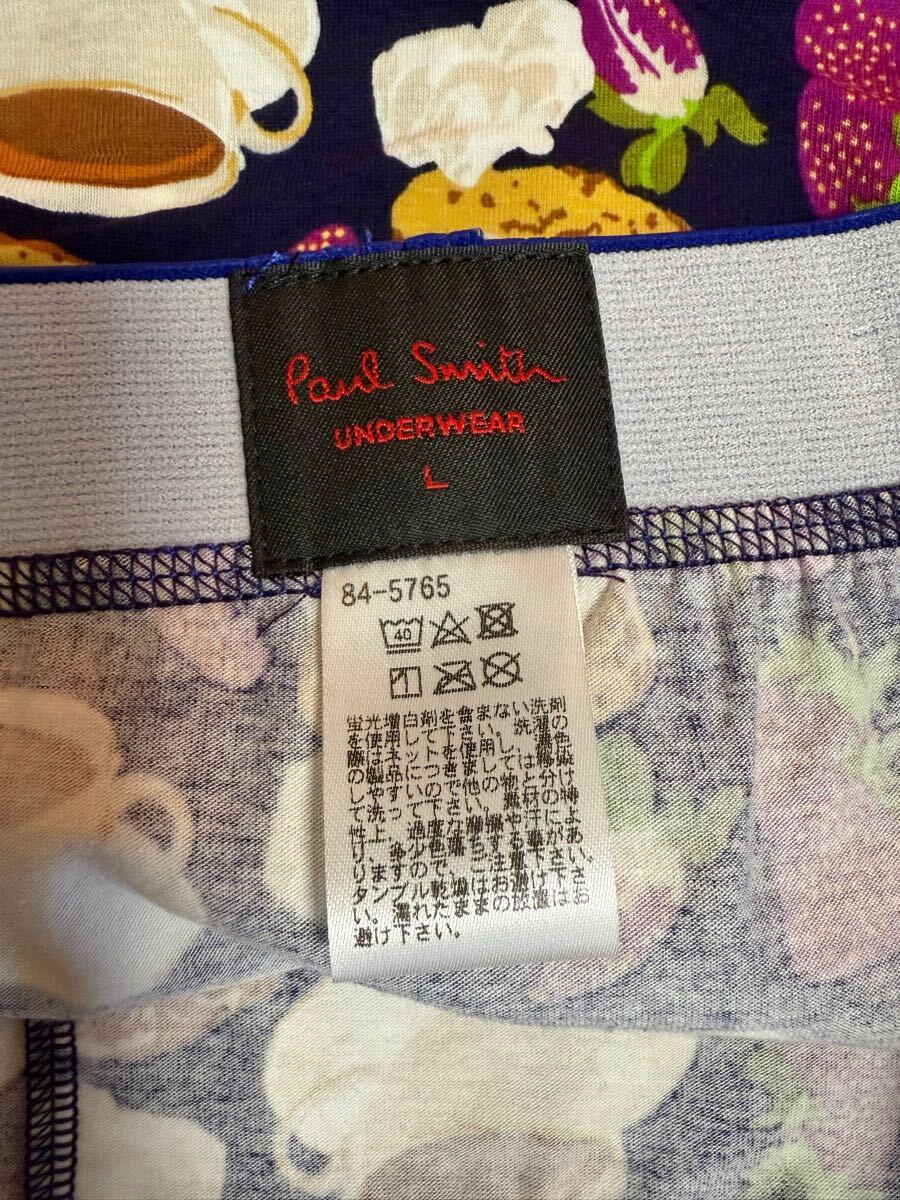 Paul Smith
UNDERWEAR
L
84-5765
40
蛍光増白剤を含まない洗剤
を使用して下さい。洗濯の
際はネットを使用し、濃色
の製品につきましては移染
しやすいので他の物と分け
て洗って下さい。素材の特
性上、過度な摩擦や汗によ
り、多少色落ちする事があ
りますので、ご注意下さい。
タンブル乾燥はお避け下さ
い。濡れたままの放置はお
避け下さい。